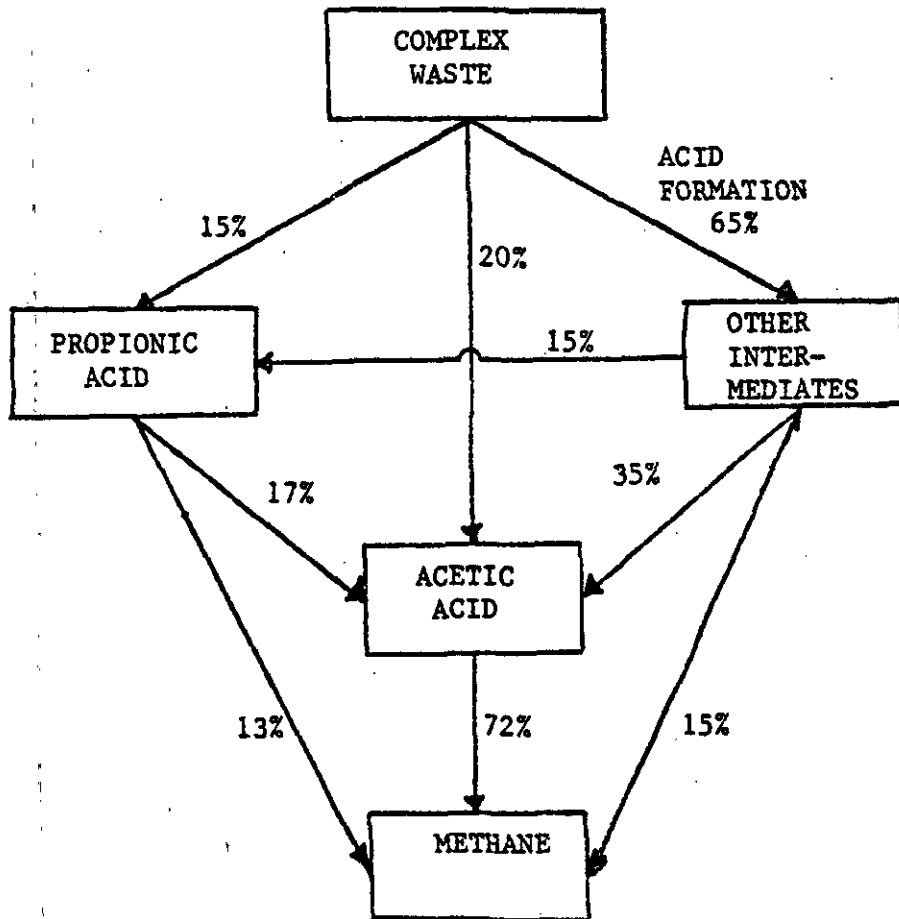 COMPLEX
WASTE
ACID
FORMATION
65%
15%
20%
PROPIONIC
ACID
15%
OTHER
INTER-
MEDIATES
17%
35%
ACETIC
ACID
13%
72%
15%
METHANE